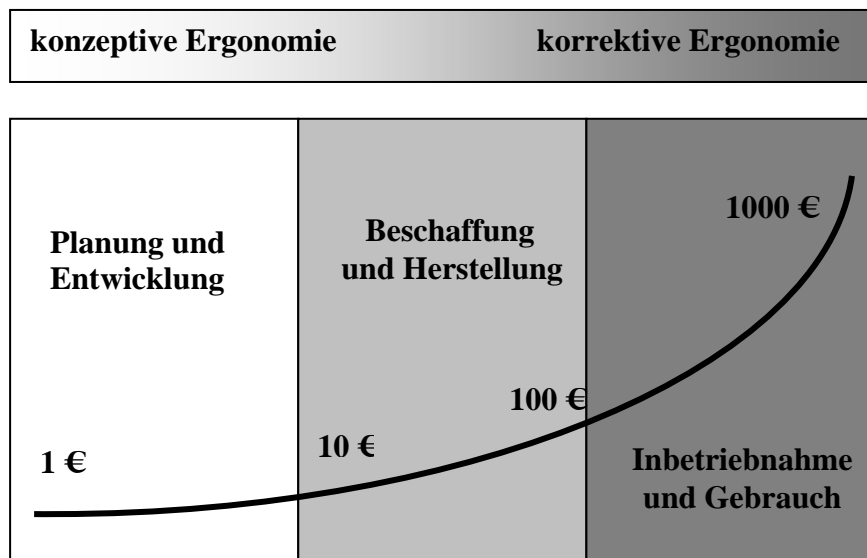 konzeptive Ergonomie korrektive Ergonomie
Planung und
Entwicklung
Beschaffung
und Herstellung
1000 €
100 €
10 €
1 €
Inbetriebnahme
und Gebrauch